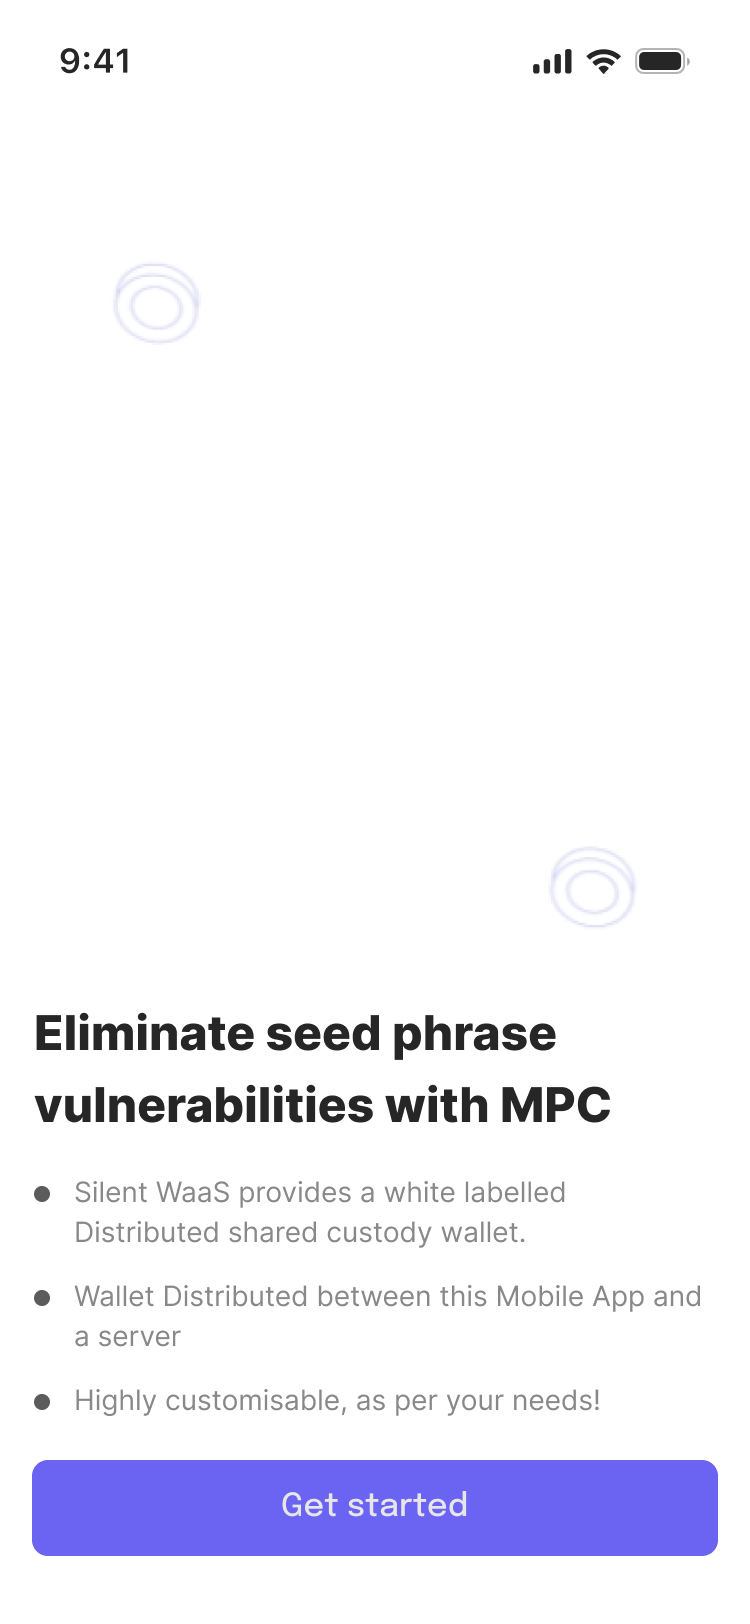 9:41
Eliminate seed phrase
vulnerabilities with MPC
Silent WaaS provides a white labelled
Distributed shared custody wallet.
Wallet Distributed between this Mobile App and
a server
Highly customisable, as per your needs!
Get started